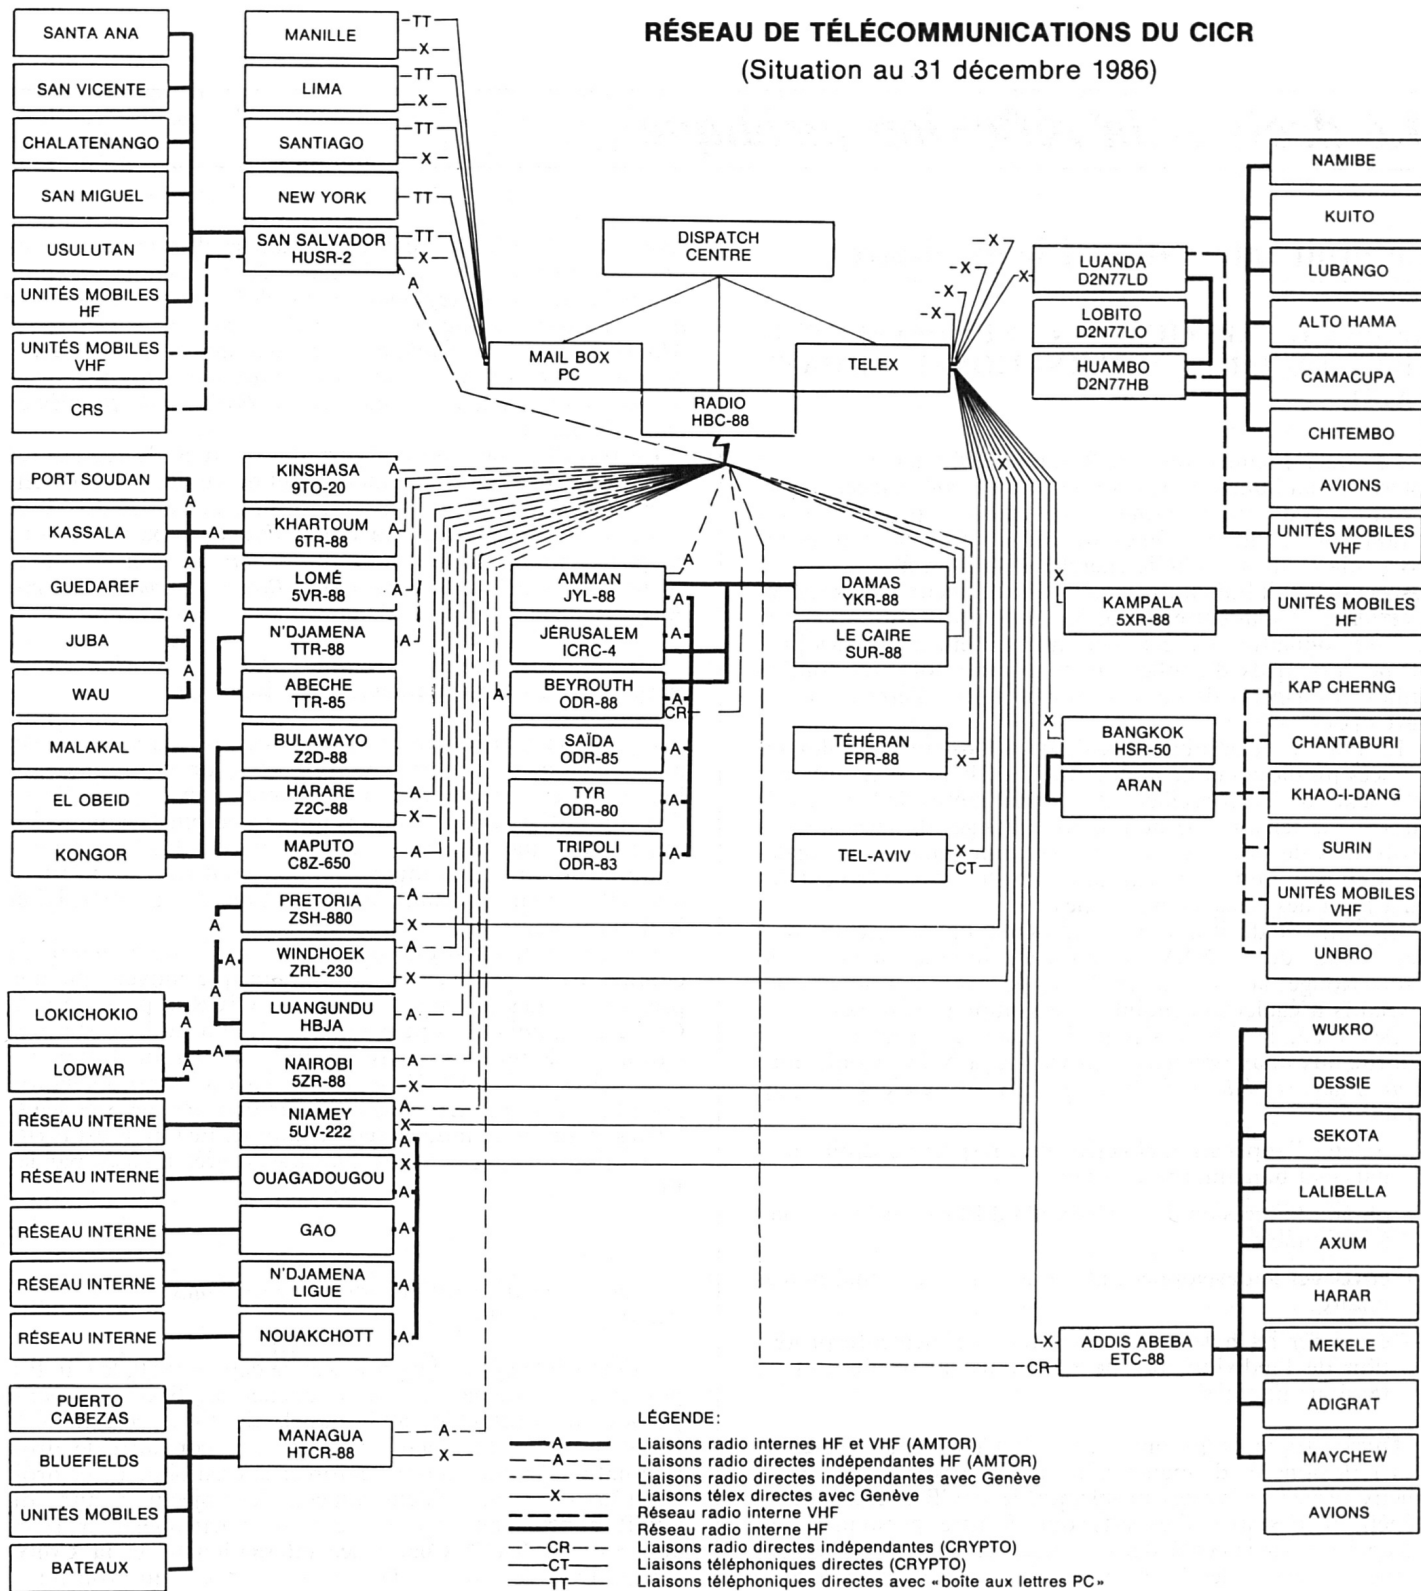 RÉSEAU DE TÉLÉCOMMUNICATIONS DU CICR
(Situation au 31 décembre 1986)
SANTA ANA
SAN VICENTE
CHALATENANGO
SAN MIGUEL
USULUTAN
UNITÉS MOBILES
HF
UNITÉS MOBILES
VHF
CRS
MANILLE
TT
X
LIMA
TT
X
SANTIAGO
TT
X
NEW YORK
TT
SAN SALVADOR
HUSR-2
TT
X
A
DISPATCH
CENTRE
MAIL BOX
PC
TELEX
RADIO
HBC-88
X
X
X
X
X
LUANDA
D2N77LD
LOBITO
D2N77LO
HUAMBO
D2N77HB
NAMIBE
KUITO
LUBANGO
ALTO HAMA
CAMACUPA
CHITEMBO
AVIONS
UNITÉS MOBILES
VHF
PORT SOUDAN
KASSALA
GUEDAREF
JUBA
WAU
MALAKAL
EL OBEID
KONGOR
A
A
A
A
A
KINSHASA
9TO-20
A
KHARTOUM
6TR-88
A
LOMÉ
5VR-88
A
N'DJAMENA
TTR-88
A
ABECHE
TTR-85
BULAWAYO
Z2D-88
HARARE
Z2C-88
A
X
MAPUTO
C8Z-650
A
PRETORIA
ZSH-880
A
X
A
WINDHOEK
ZRL-230
A
A
X
A
LUANGUNDU
HBJA
A
LOKICHOKIO
LODWAR
A
A
A
NAIROBI
5ZR-88
A
X
RÉSEAU INTERNE
NIAMEY
5UV-222
A
X
A
RÉSEAU INTERNE
OUAGADOUGOU
X
A
RÉSEAU INTERNE
GAO
A
RÉSEAU INTERNE
N'DJAMENA
LIGUE
A
RÉSEAU INTERNE
NOUAKCHOTT
A
PUERTO
CABEZAS
BLUEFIELDS
UNITÉS MOBILES
BATEAUX
MANAGUA
HTCR-88
A
X
AMMAN
JYL-88
A
A
JÉRUSALEM
ICRC-4
A
A
BEYROUTH
ODR-88
A
CR
SAÏDA
ODR-85
A
TYR
ODR-80
A
TRIPOLI
ODR-83
A
DAMAS
YKR-88
LE CAIRE
SUR-88
TÉHÉRAN
EPR-88
X
TEL-AVIV
X
CT
X
X
KAMPALA
5XR-88
UNITÉS MOBILES
HF
X
BANGKOK
HSR-50
ARAN
KAP CHERNG
CHANTABURI
KHAO-I-DANG
SURIN
UNITÉS MOBILES
VHF
UNBRO
X
CR
ADDIS ABEBA
ETC-88
WUKRO
DESSIE
SEKOTA
LALIBELLA
AXUM
HARAR
MEKELE
ADIGRAT
MAYCHEW
AVIONS
LÉGENDE:
A Liaisons radio internes HF et VHF (AMTOR)
A Liaisons radio directes indépendantes HF (AMTOR)
Liaisons radio directes indépendantes avec Genève
X Liaisons télex directes avec Genève
Réseau radio interne VHF
Réseau radio interne HF
CR Liaisons radio directes indépendantes (CRYPTO)
CT Liaisons téléphoniques directes (CRYPTO)
TT Liaisons téléphoniques directes avec «boîte aux lettres PC»